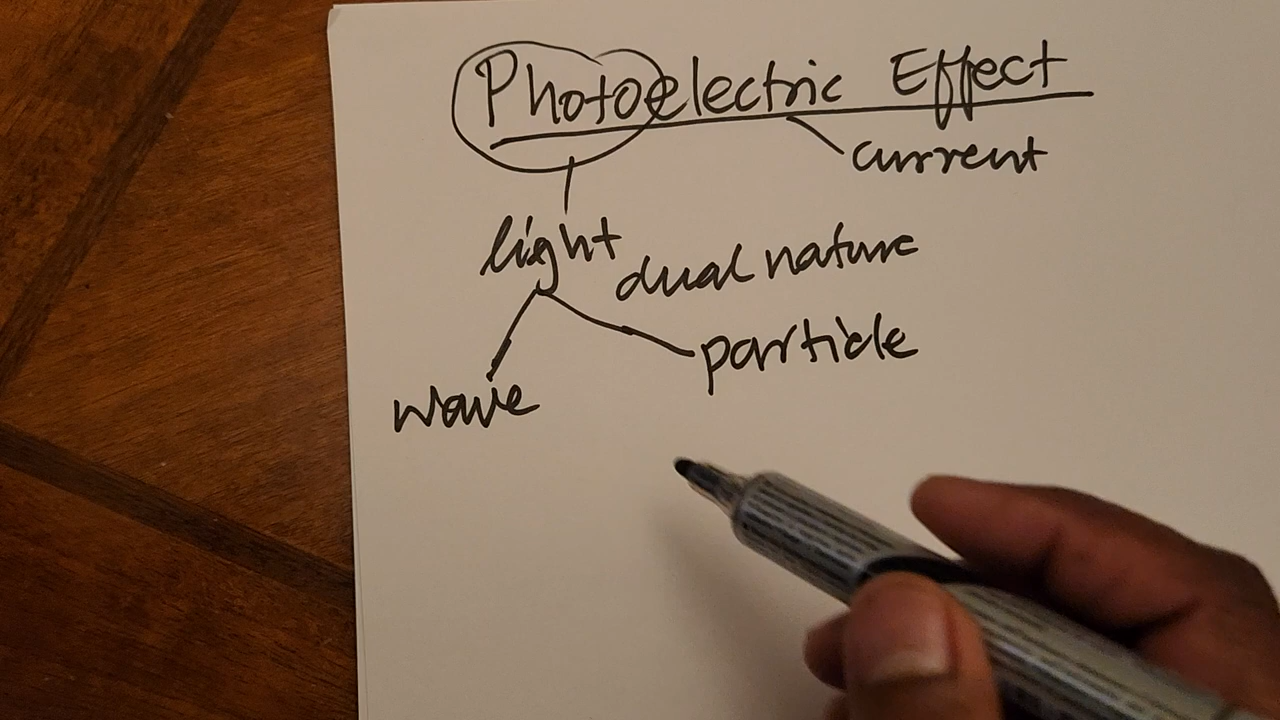 Photoelectric Effect
current
light
dual nature
particle
wave